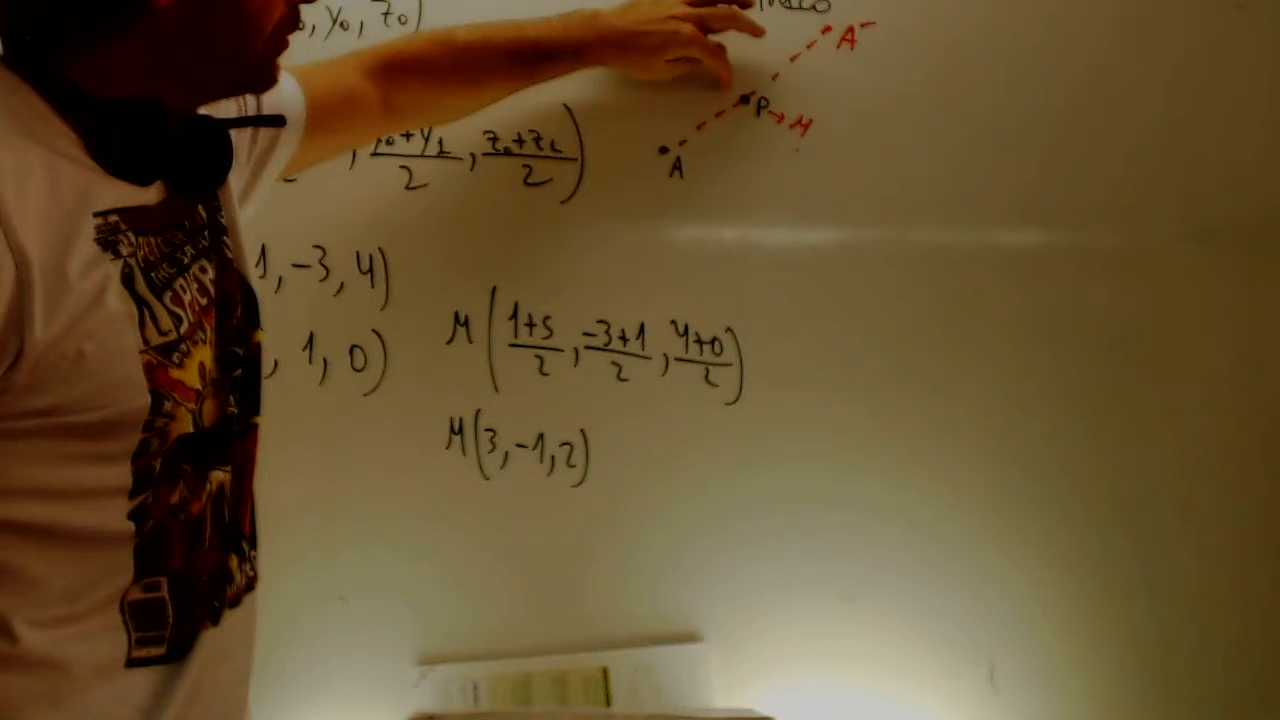 , y₀, z₀)
A
P → M
A
, y₀+y₁/2, z₀+z₁/2)
1, -3, 4)
, 1, 0)
M(1+5/2, -3+1/2, 4+0/2)
M(3, -1, 2)